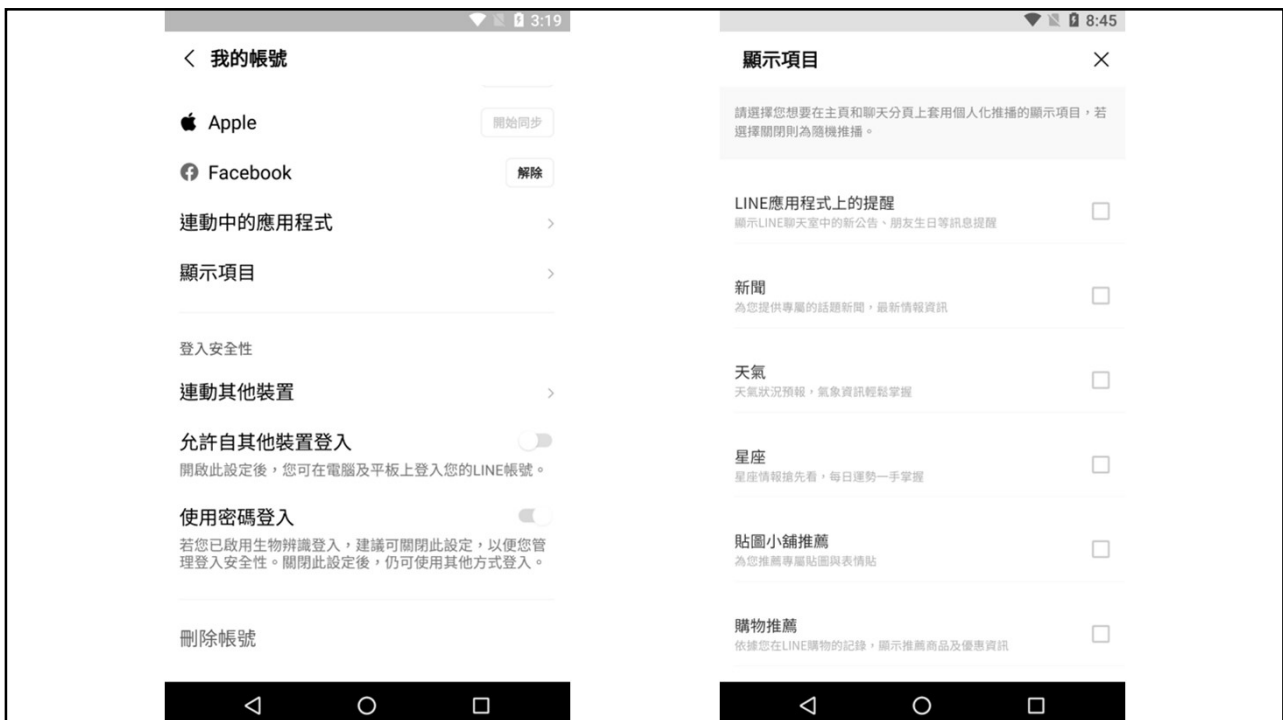 3:19
我的帳號
Apple
開始同步
Facebook
解除
連動中的應用程式
顯示項目
登入安全性
連動其他裝置
允許自其他裝置登入
開啟此設定後，您可在電腦及平板上登入您的LINE帳號。
使用密碼登入
若您已啟用生物辨識登入，建議可關閉此設定，以便您管
理登入安全性。關閉此設定後，仍可使用其他方式登入。
刪除帳號
8:45
顯示項目
請選擇您想要在主頁和聊天分頁上套用個人化推播的顯示項目，若
選擇關閉則為隨機推播。
LINE應用程式上的提醒
顯示LINE聊天室中的新公告、朋友生日等訊息提醒
新聞
為您提供專屬的話題新聞，最新情報資訊
天氣
天氣狀況預報，氣象資訊輕鬆掌握
星座
星座情報搶先看，每日運勢一手掌握
貼圖小舖推薦
為您推薦專屬貼圖與表情貼
購物推薦
依據您在LINE購物的記錄，顯示推薦商品及優惠資訊